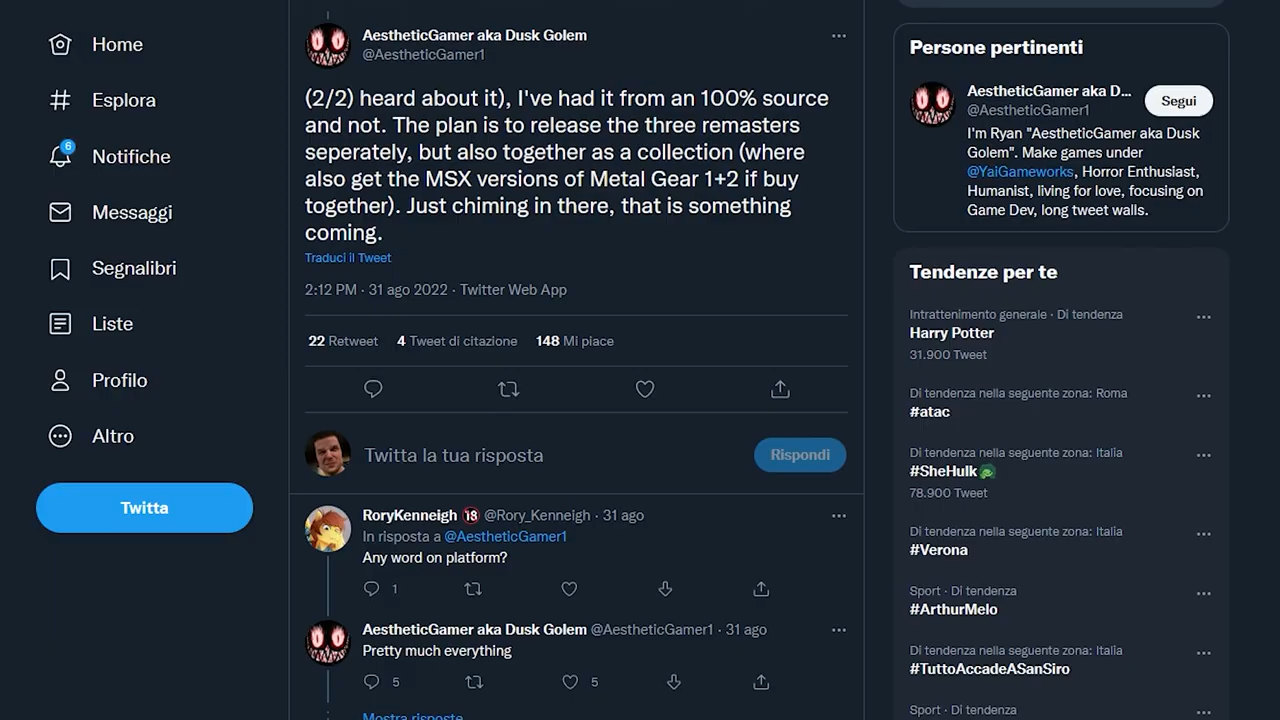 Home
Esplora
6
Notifiche
Messaggi
Segnalibri
Liste
Profilo
Altro
Twitta
AestheticGamer aka Dusk Golem
@AestheticGamer1
(2/2) heard about it), I've had it from an 100% source
and not. The plan is to release the three remasters
seperately, but also together as a collection (where
also get the MSX versions of Metal Gear 1+2 if buy
together). Just chiming in there, that is something
coming.
Traduci il Tweet
2:12 PM · 31 ago 2022 · Twitter Web App
22 Retweet 4 Tweet di citazione 148 Mi piace
Twitta la tua risposta
Rispondi
RoryKenneigh 🔞 @Rory_Kenneigh · 31 ago
In risposta a @AestheticGamer1
Any word on platform?
1
AestheticGamer aka Dusk Golem @AestheticGamer1 · 31 ago
Pretty much everything
5 5
Mostra risposte
Persone pertinenti
AestheticGamer aka D...
@AestheticGamer1
Segui
I'm Ryan "AestheticGamer aka Dusk
Golem". Make games under
@YaiGameworks, Horror Enthusiast,
Humanist, living for love, focusing on
Game Dev, long tweet walls.
Tendenze per te
Intrattenimento generale · Di tendenza
Harry Potter
31.900 Tweet
Di tendenza nella seguente zona: Roma
#atac
Di tendenza nella seguente zona: Italia
#SheHulk
78.900 Tweet
Di tendenza nella seguente zona: Italia
#Verona
Sport · Di tendenza
#ArthurMelo
Di tendenza nella seguente zona: Italia
#TuttoAccadeASanSiro
Sport · Di tendenza